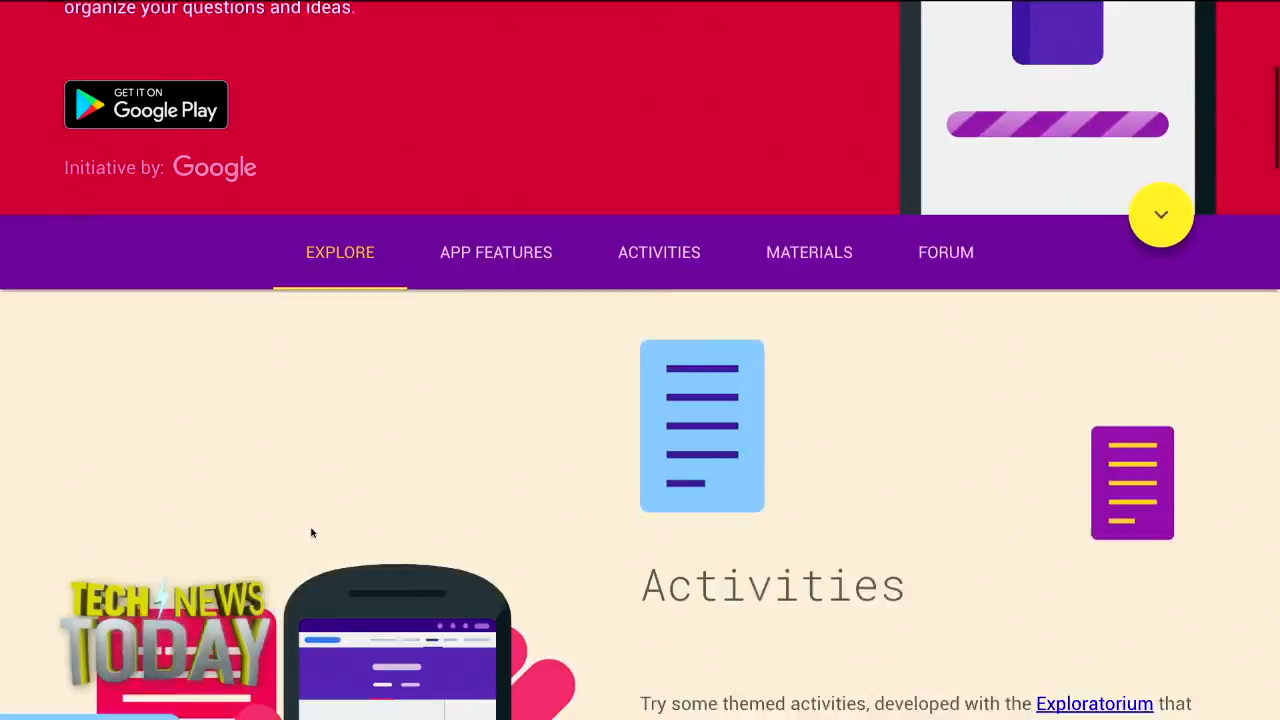 organize your questions and ideas.
GET IT ON
Google Play
Initiative by: Google
EXPLORE APP FEATURES ACTIVITIES MATERIALS FORUM
Activities
TECH NEWS
TODAY
Try some themed activities, developed with the Exploratorium that